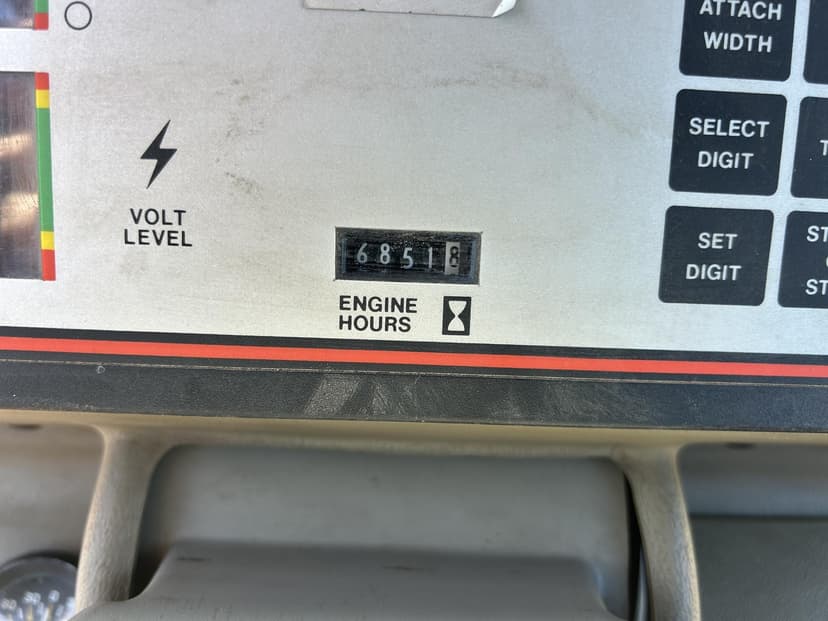 ATTACH
WIDTH
SELECT
DIGIT
VOLT
LEVEL
SET
DIGIT
68518
ENGINE
HOURS